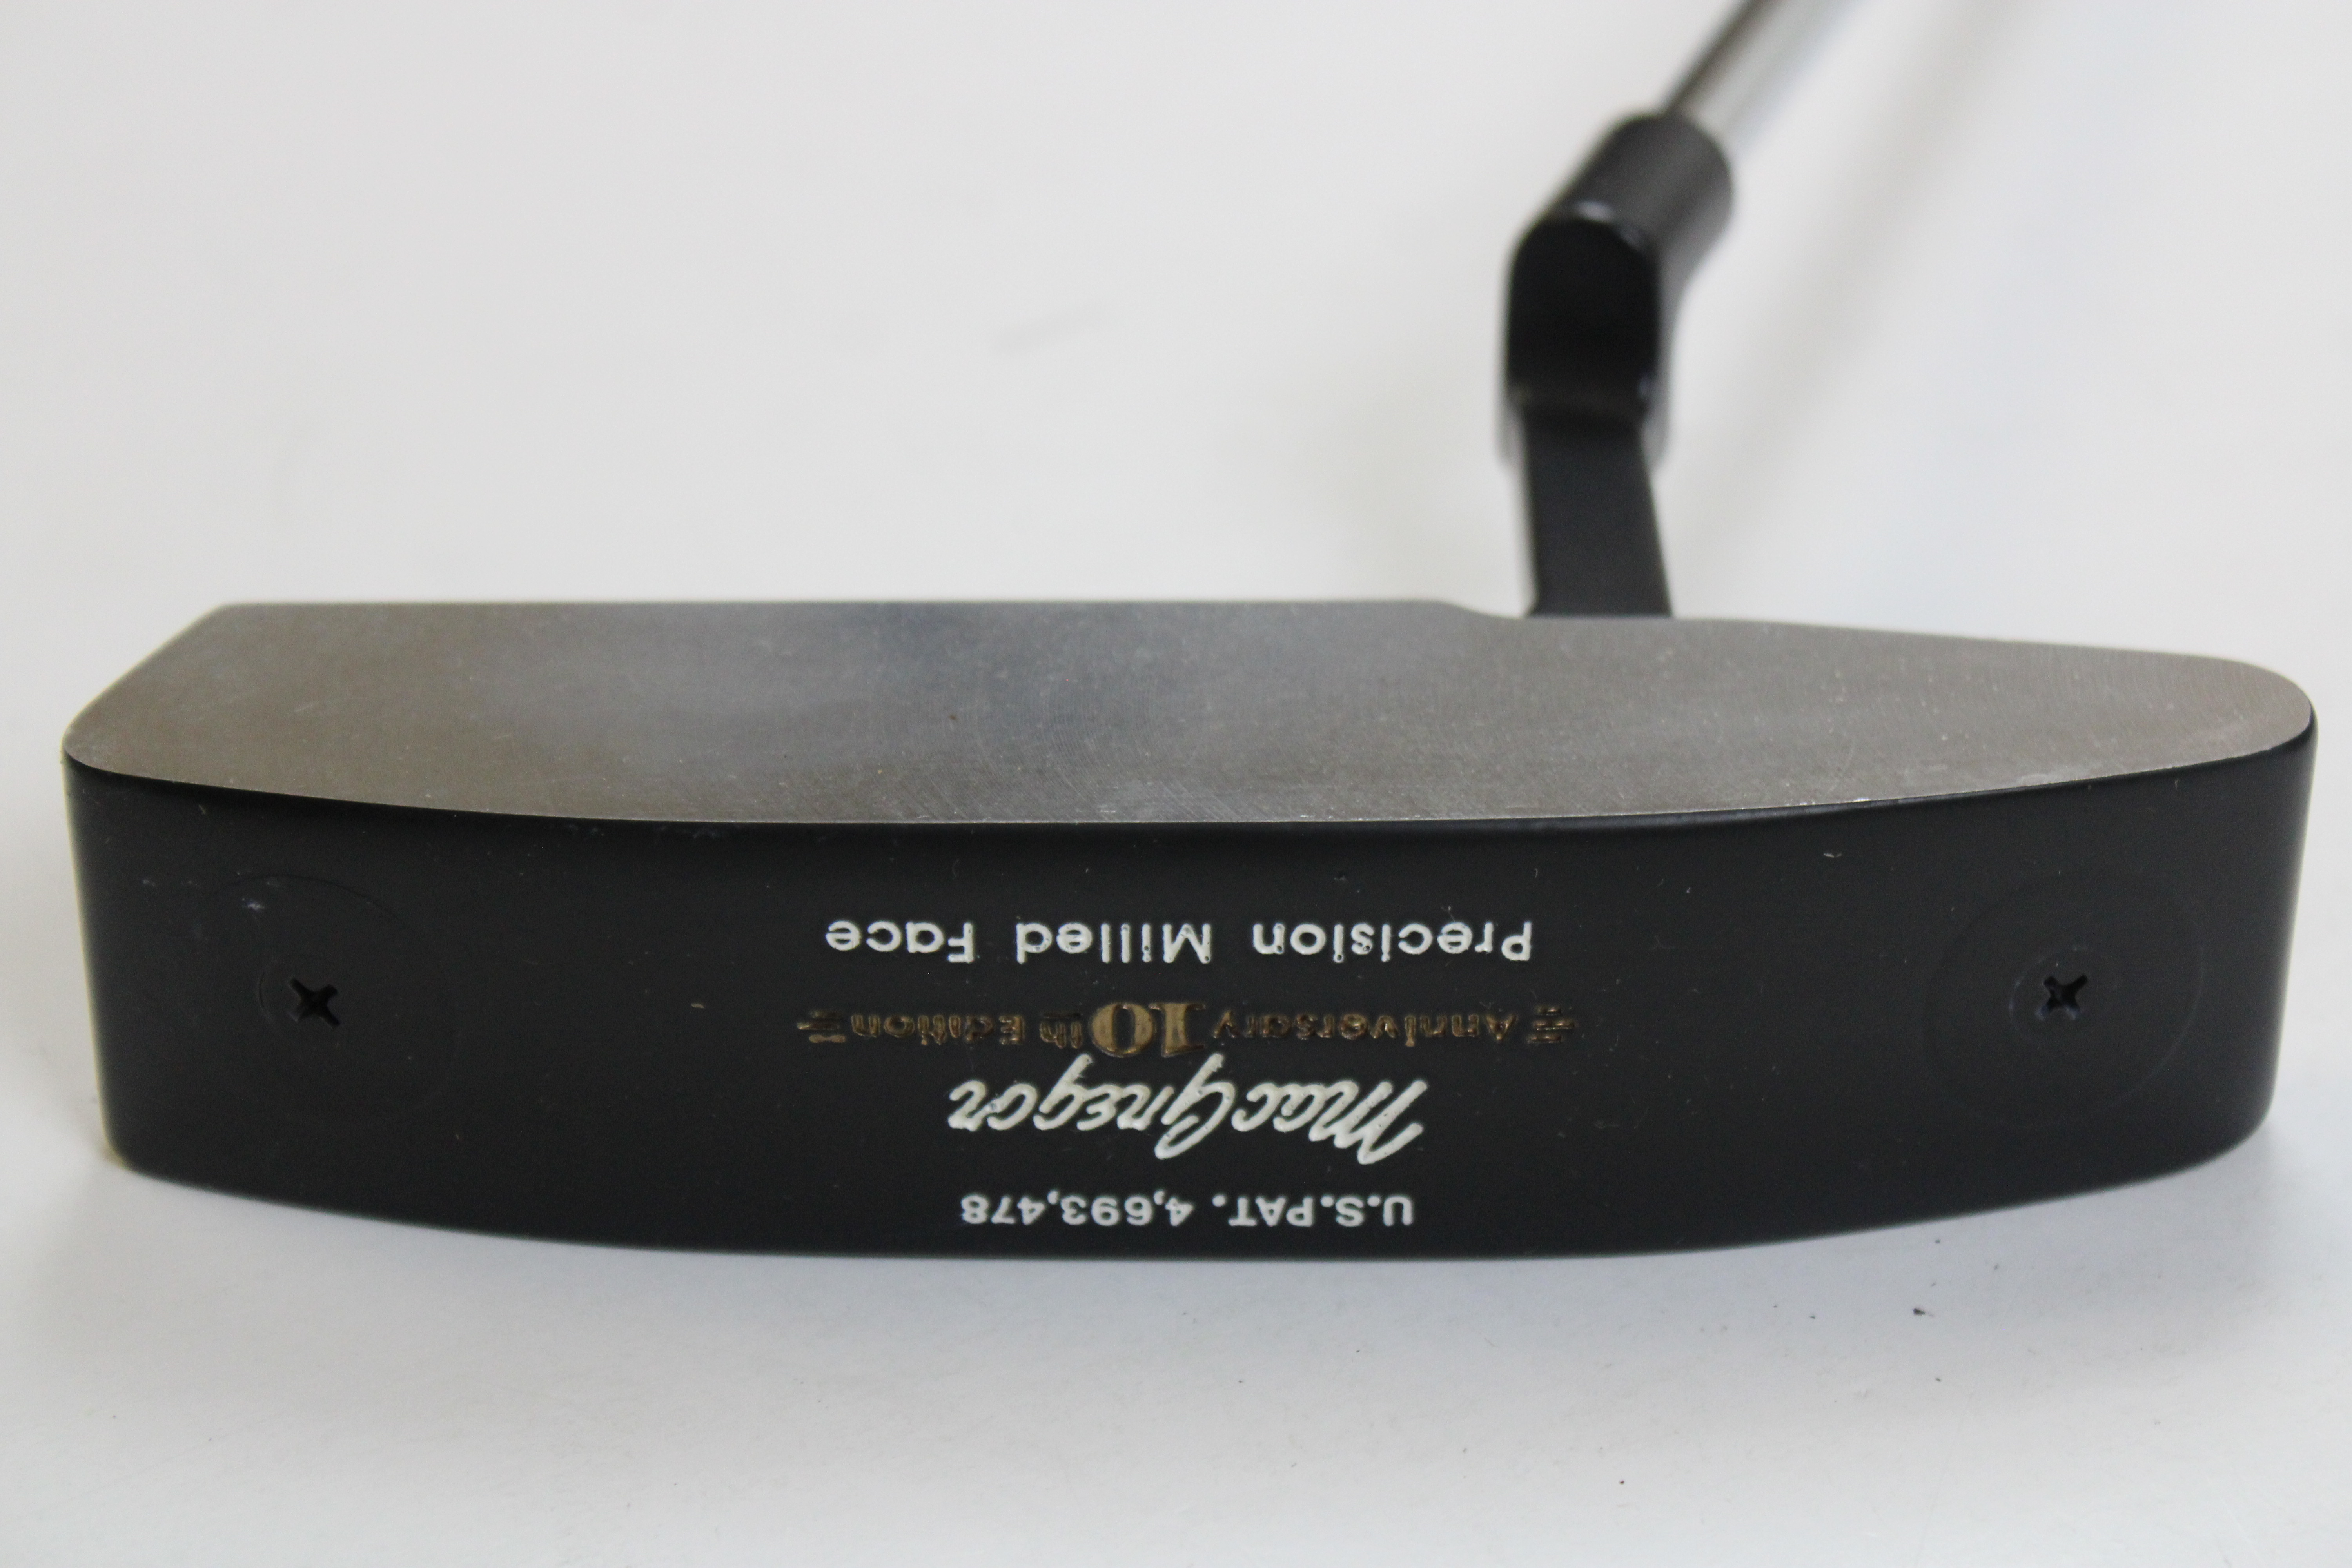 U.S.PAT. 4,693,478
MacGregor
Anniversary 10th Edition
Precision Milled Face